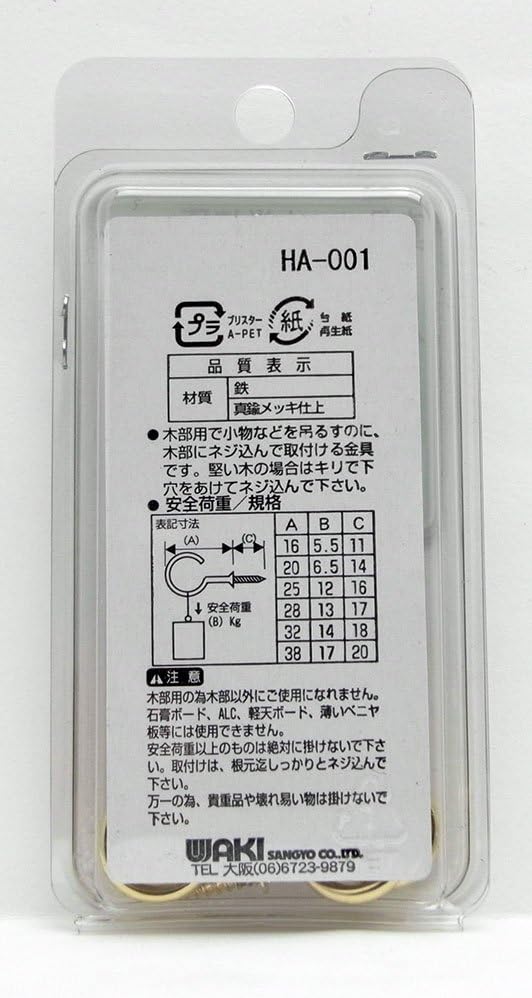 HA-001
プラ
ブリスター
A-PET
紙
台紙
再生紙
品質表示
材質
鉄
真鍮メッキ仕上
●木部用で小物などを吊るすのに、
木部にネジ込んで取付ける金具
です。堅い木の場合はキリで下
穴をあけてネジ込んで下さい。
●安全荷重/規格
表記寸法
(A)
(C)
安全荷重
(B) Kg
A B C
16 5.5 11
20 6.5 14
25 12 16
28 13 17
32 14 18
38 17 20
注意
木部用の為木部以外にご使用になれません。
石膏ボード、ALC、軽天ボード、薄いベニヤ
板等には使用できません。
安全荷重以上のものは絶対に掛けないで下さ
い。取付けは、根元迄しっかりとネジ込んで
下さい。
万一の為、貴重品や壊れ易い物は掛けないで
下さい。
WAKI SANGYO CO.,LTD.
TEL 大阪(06)6723-9879